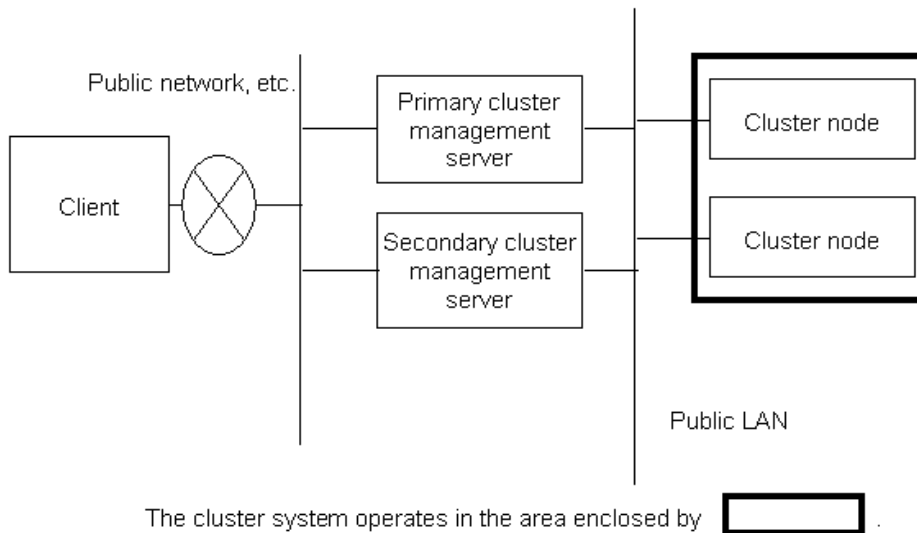 Public network, etc.
Client
Primary cluster
management
server
Secondary cluster
management
server
Cluster node
Cluster node
Public LAN
The cluster system operates in the area enclosed by .